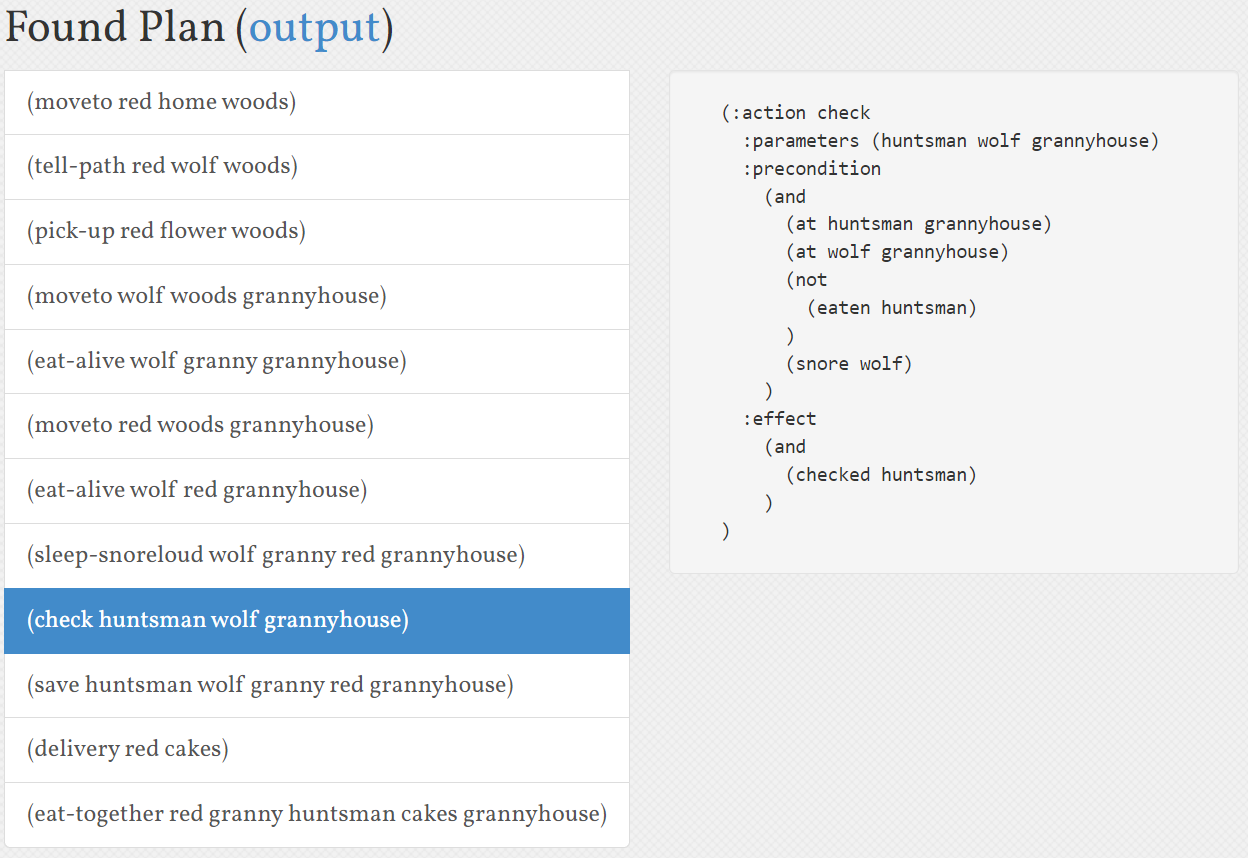 Found Plan (output)
(moveto red home woods)
(tell-path red wolf woods)
(pick-up red flower woods)
(moveto wolf woods grannyhouse)
(eat-alive wolf granny grannyhouse)
(moveto red woods grannyhouse)
(eat-alive wolf red grannyhouse)
(sleep-snoreloud wolf granny red grannyhouse)
(check huntsman wolf grannyhouse)
(save huntsman wolf granny red grannyhouse)
(delivery red cakes)
(eat-together red granny huntsman cakes grannyhouse)
(:action check
:parameters (huntsman wolf grannyhouse)
:precondition
(and
(at huntsman grannyhouse)
(at wolf grannyhouse)
(not
(eaten huntsman)
)
(snore wolf)
)
:effect
(and
(checked huntsman)
)
)